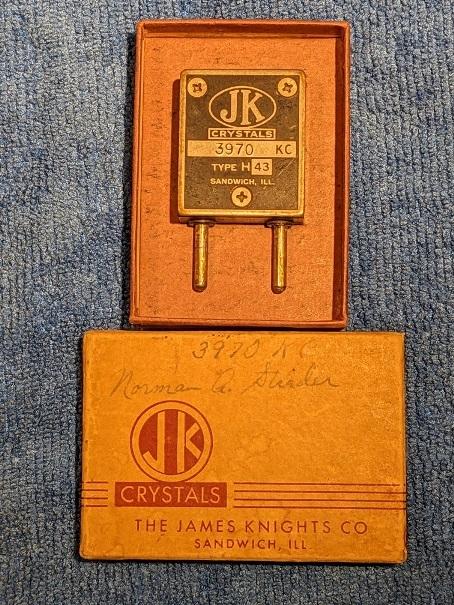 JK
CRYSTALS
3970 KC
TYPE H 43
SANDWICH, ILL.
3970 KC
Norman A.
JK
CRYSTALS
THE JAMES KNIGHTS CO
SANDWICH, ILL.